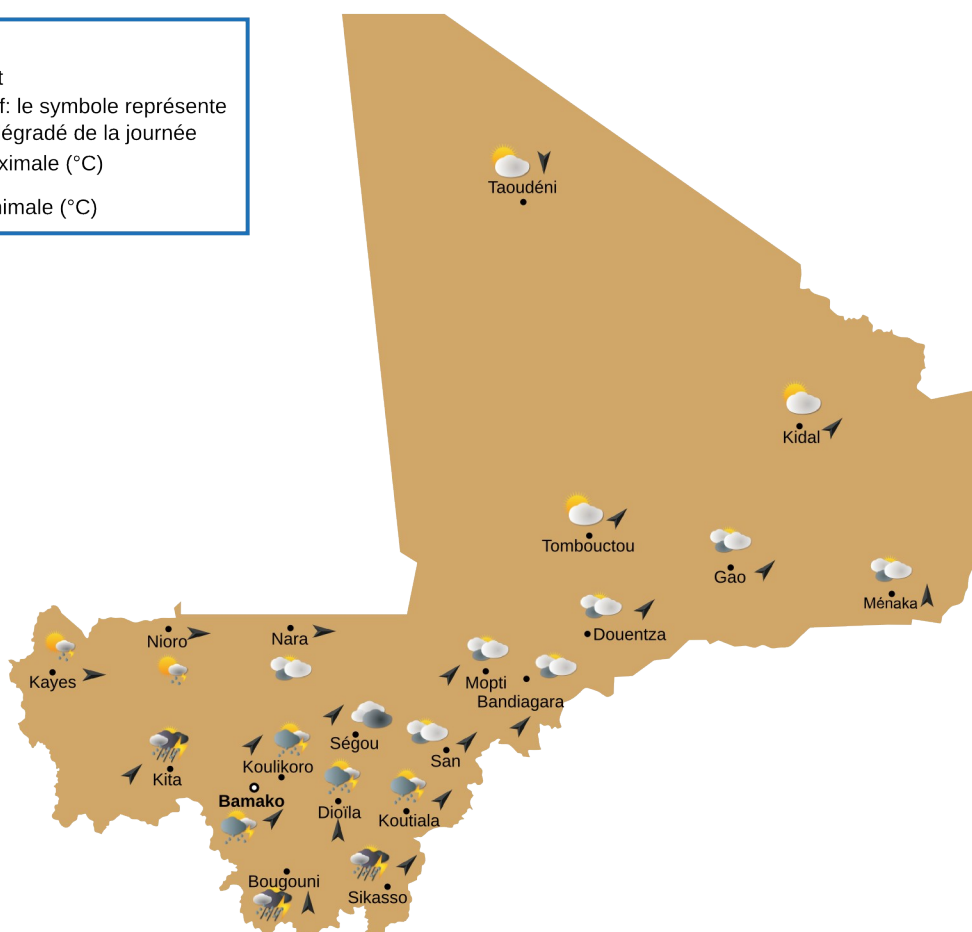 t
f: le symbole représente
égradé de la journée
ximale (°C)
imale (°C)
Taoudéni
Kidal
Tombouctou
Gao
Ménaka
Douentza
Nioro
Nara
Kayes
Mopti
Bandiagara
Ségou
San
Kita
Koulikoro
Bamako
Dioïla
Koutiala
Bougouni
Sikasso